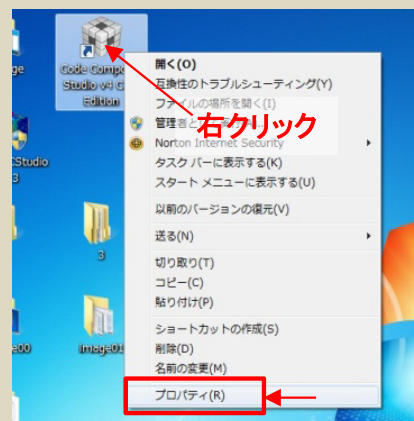 ge
Code Compo
Studio v4 C
Edition
CStudio
3
3
e00
image01
開く(O)
互換性のトラブルシューティング(Y)
ファイルの場所を開く(I)
管理者と
右クリック
Norton Internet Security
タスク バーに表示する(K)
スタート メニューに表示する(U)
以前のバージョンの復元(V)
送る(N)
切り取り(T)
コピー(C)
貼り付け(P)
ショートカットの作成(S)
削除(D)
名前の変更(M)
プロパティ(R)